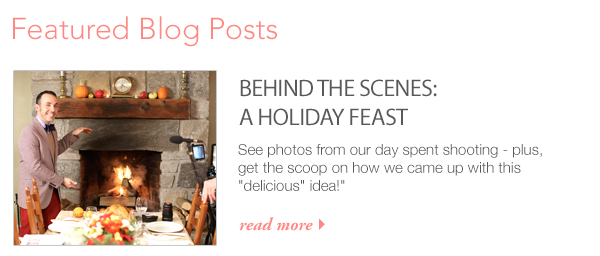 Featured Blog Posts
BEHIND THE SCENES:
A HOLIDAY FEAST
See photos from our day spent shooting - plus,
get the scoop on how we came up with this
"delicious" idea!"
read more